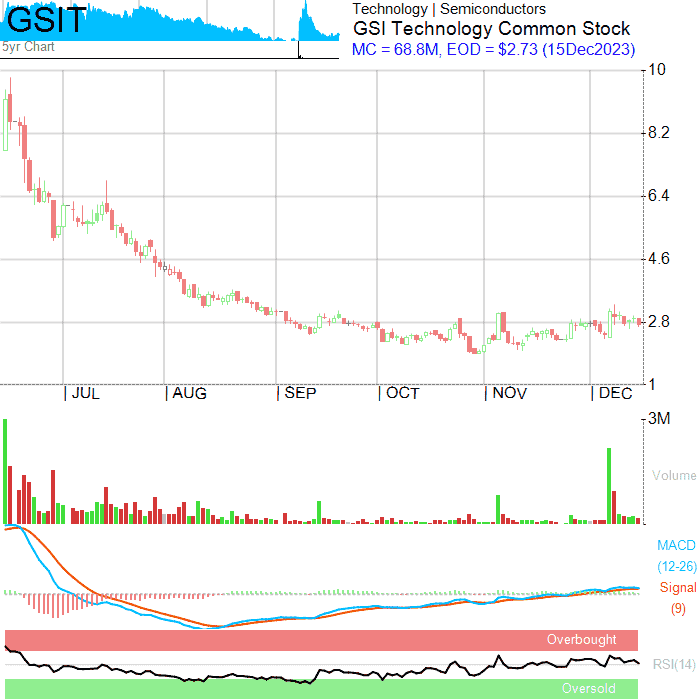 GSIT
5yr Chart
Technology | Semiconductors
GSI Technology Common Stock
MC = 68.8M, EOD = $2.73 (15Dec2023)
10
8.2
6.4
4.6
2.8
1
| JUL | AUG | SEP | OCT | NOV | DEC
3M
Volume
MACD
(12-26)
Signal
(9)
Overbought
RSI(14)
Oversold